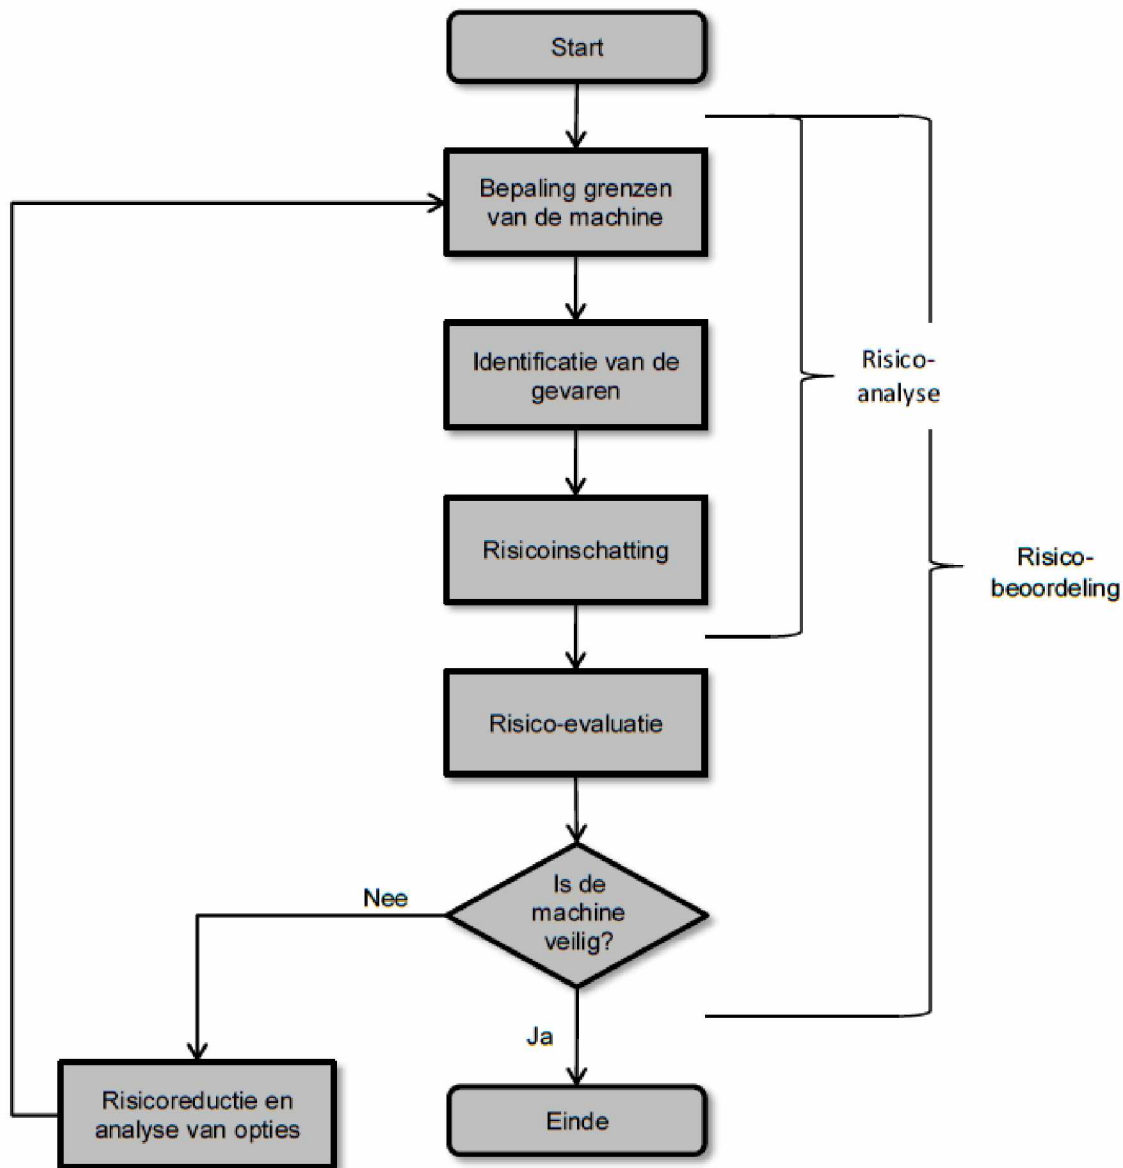 Start
Bepaling grenzen
van de machine
Identificatie van de
gevaren
Risico-
analyse
Risicoinschatting
Risico-
beoordeling
Risico-evaluatie
Is de
machine
veilig?
Nee
Ja
Risicoreductie en
analyse van opties
Einde